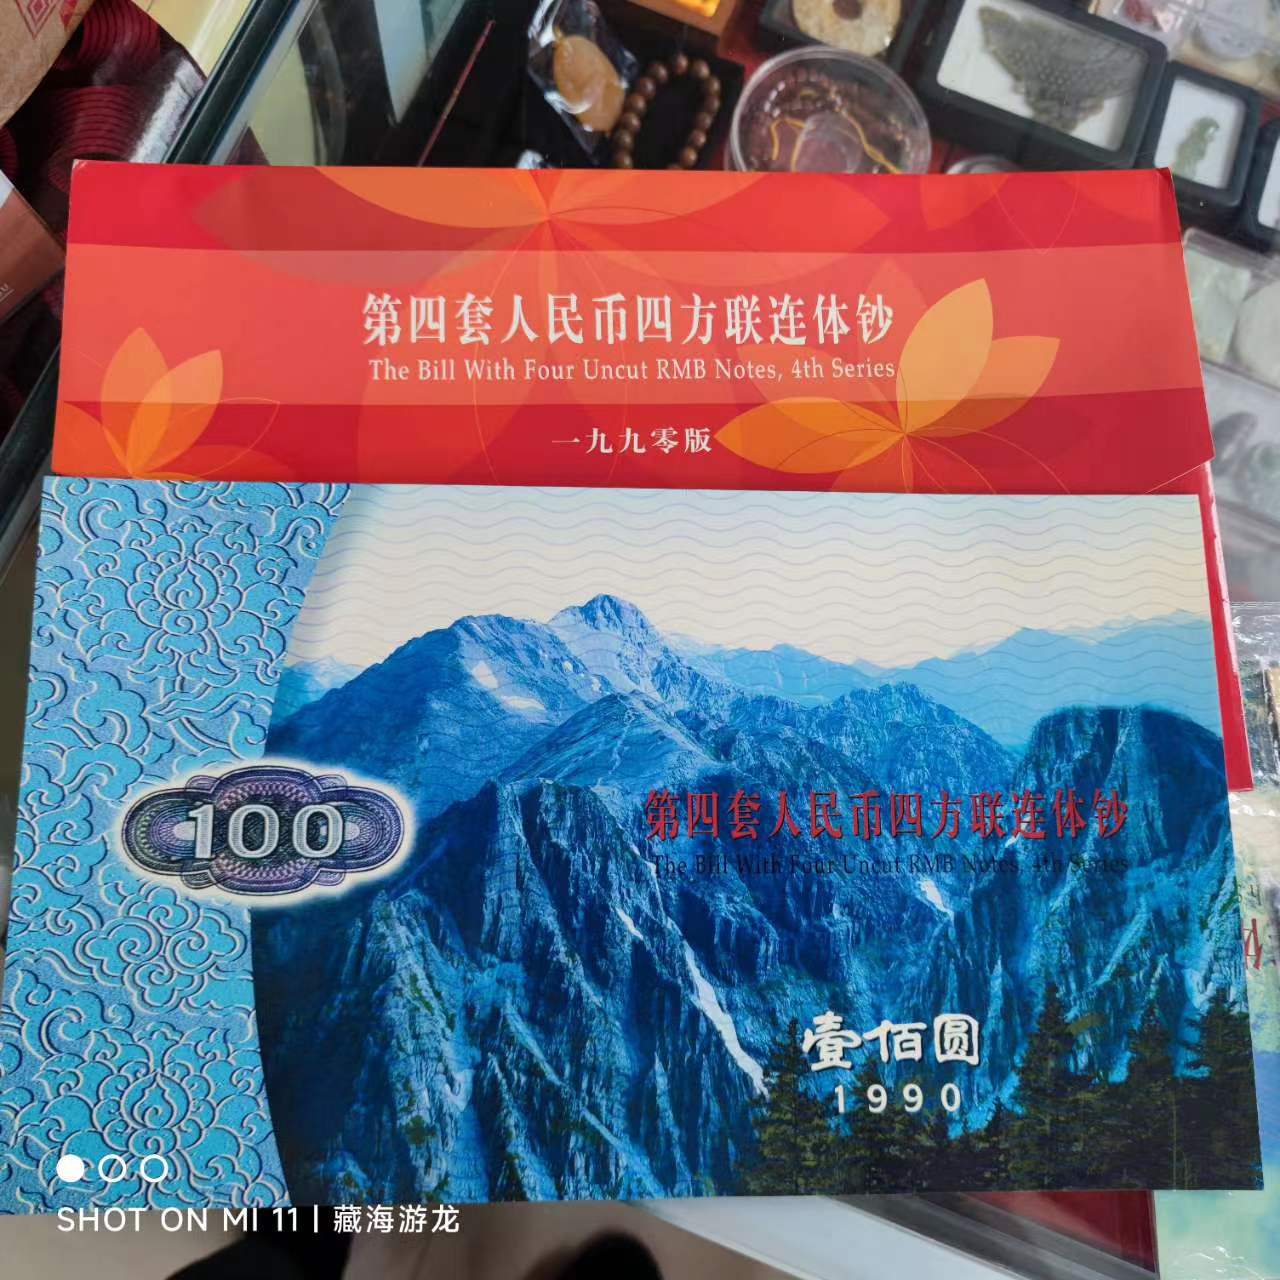 第四套人民币四方联连体钞
The Bill With Four Uncut RMB Notes, 4th Series
一九九零版
100
第四套人民币四方联连体钞
The Bill With Four Uncut RMB Notes, 4th Series
壹佰圆
1990
SHOT ON MI 11 | 藏海游龙